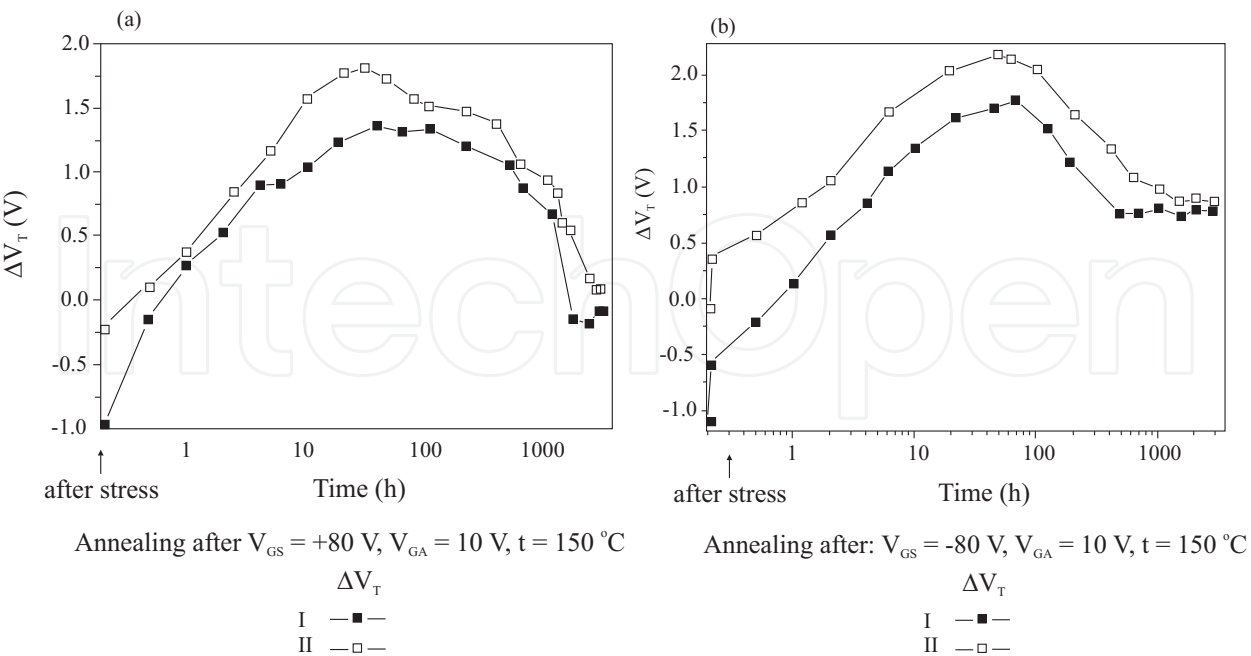 (a)
2.0
1.5
1.0
0.5
0.0
-0.5
-1.0
ΔV_T (V)
1 10 100 1000
after stress
Time (h)
Annealing after V_GS = +80 V, V_GA = 10 V, t = 150 °C
ΔV_T
I
II
(b)
2.0
1.5
1.0
0.5
0.0
-0.5
-1.0
ΔV_T (V)
1 10 100 1000
after stress
Time (h)
Annealing after: V_GS = -80 V, V_GA = 10 V, t = 150 °C
ΔV_T
I
II
IntechOpen